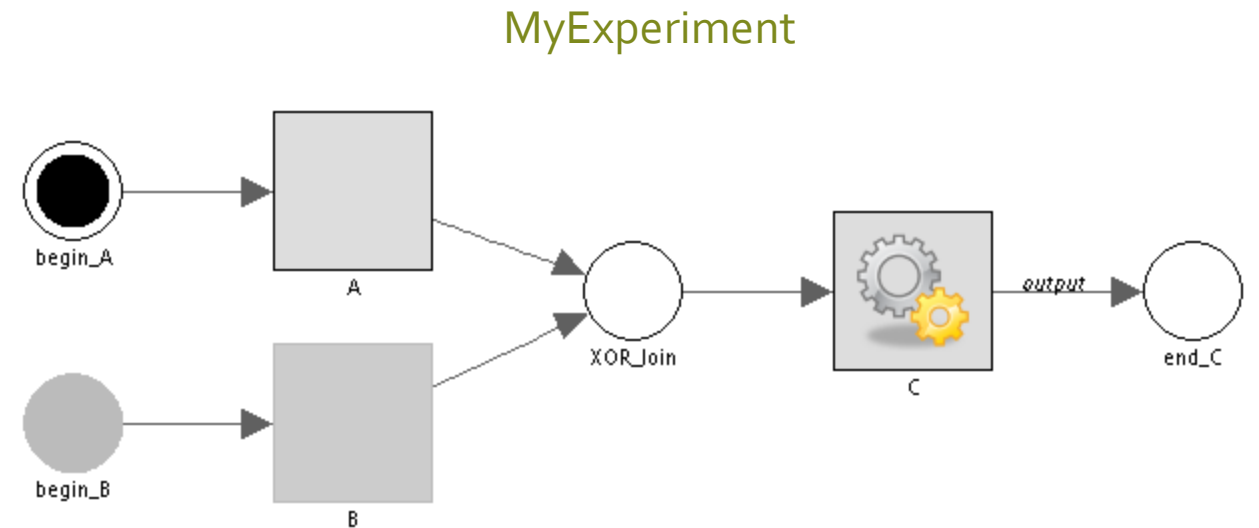 MyExperiment
begin_A
A
XOR_Join
output
C
end_C
begin_B
B